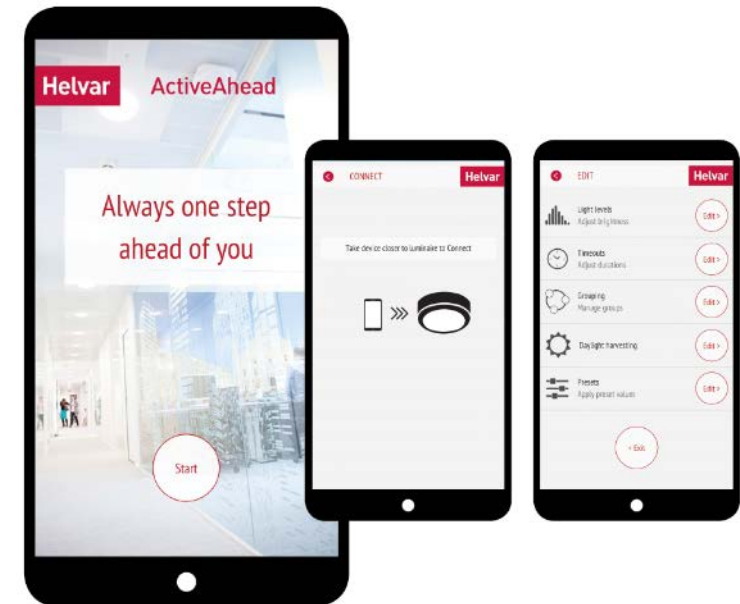 Helvar
ActiveAhead
Always one step
ahead of you
Start
CONNECT
Helvar
Take device closer to luminaire to Connect
EDIT
Helvar
Light levels
Adjust brightness
Edit >
Timeouts
Adjust durations
Edit >
Grouping
Manage groups
Edit >
Daylight harvesting
Edit >
Presets
Apply preset values
Edit >
< Exit